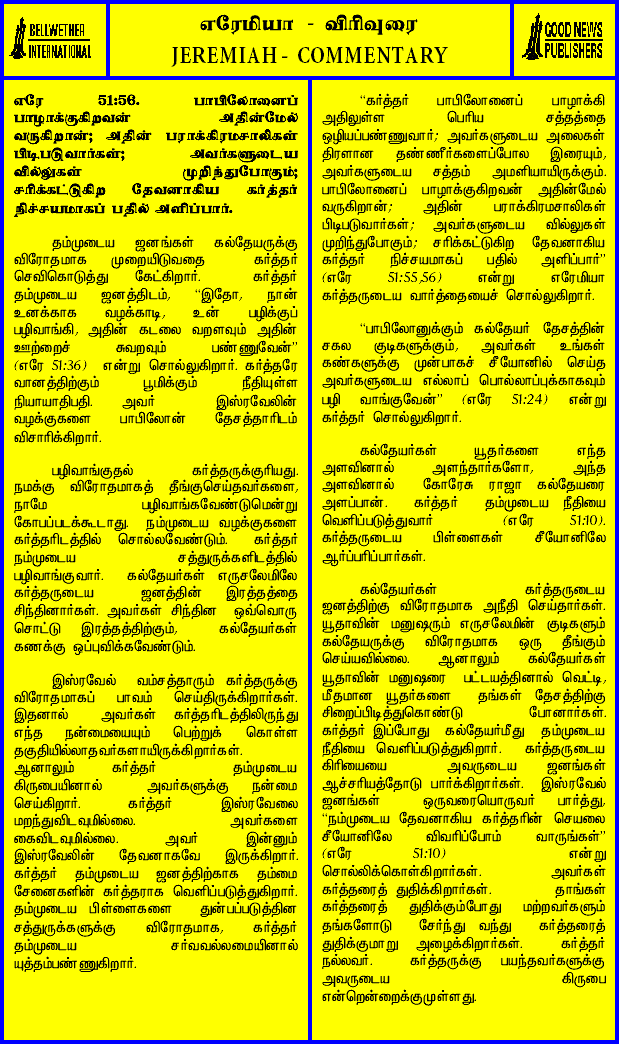 BELLWETHER
INTERNATIONAL
எரேமியா - விரிவுரை
JEREMIAH - COMMENTARY
GOOD NEWS
PUBLISHERS
எரே 51:56. பாபிலோனைப்
பாழாக்குகிறவன் அதின்மேல்
வருகிறான்; அதின் பராக்கிரமசாலிகள்
பிடிபடுவார்கள்; அவர்களுடைய
வில்லுகள் முறிந்துபோகும்;
சரிக்கட்டுகிற தேவனாகிய கர்த்தர்
நிச்சயமாகப் பதில் அளிப்பார்.
தம்முடைய ஜனங்கள் கல்தேயருக்கு
விரோதமாக முறையிடுவதை கர்த்தர்
செவிகொடுத்து கேட்கிறார். கர்த்தர்
தம்முடைய ஜனத்திடம், “இதோ, நான்
உனக்காக வழக்காடி, உன் பழிக்குப்
பழிவாங்கி, அதின் கடலை வறளவும் அதின்
ஊற்றைச் சுவறவும் பண்ணுவேன்”
(எரே 51:36) என்று சொல்லுகிறார். கர்த்தரே
வானத்திற்கும் பூமிக்கும் நீதியுள்ள
நியாயாதிபதி. அவர் இஸ்ரவேலின்
வழக்குகளை பாபிலோன் தேசத்தாரிடம்
விசாரிக்கிறார்.
பழிவாங்குதல் கர்த்தருக்குரியது.
நமக்கு விரோதமாகத் தீங்குசெய்தவர்களை,
நாமே பழிவாங்கவேண்டுமென்று
கோபப்படக்கூடாது. நம்முடைய வழக்குகளை
கர்த்தரிடத்தில் சொல்லவேண்டும். கர்த்தர்
நம்முடைய சத்துருக்களிடத்தில்
பழிவாங்குவார். கல்தேயர்கள் எருசலேமிலே
கர்த்தருடைய ஜனத்தின் இரத்தத்தை
சிந்தினார்கள். அவர்கள் சிந்தின ஒவ்வொரு
சொட்டு இரத்தத்திற்கும், கல்தேயர்கள்
கணக்கு ஒப்புவிக்கவேண்டும்.
இஸ்ரவேல் வம்சத்தாரும் கர்த்தருக்கு
விரோதமாகப் பாவம் செய்திருக்கிறார்கள்.
இதனால் அவர்கள் கர்த்தரிடத்திலிருந்து
எந்த நன்மையையும் பெற்றுக் கொள்ள
தகுதியில்லாதவர்களாயிருக்கிறார்கள்.
ஆனாலும் கர்த்தர் தம்முடைய
கிருபையினால் அவர்களுக்கு நன்மை
செய்கிறார். கர்த்தர் இஸ்ரவேலை
மறந்துவிடவுமில்லை. அவர்களை
கைவிடவுமில்லை. அவர் இன்னும்
இஸ்ரவேலின் தேவனாகவே இருக்கிறார்.
கர்த்தர் தம்முடைய ஜனத்திற்காக தம்மை
சேனைகளின் கர்த்தராக வெளிப்படுத்துகிறார்.
தம்முடைய பிள்ளைகளை துன்பப்படுத்தின
சத்துருக்களுக்கு விரோதமாக, கர்த்தர்
தம்முடைய சர்வவல்லமையினால்
யுத்தம்பண்ணுகிறார்.
“கர்த்தர் பாபிலோனைப் பாழாக்கி
அதிலுள்ள பெரிய சத்தத்தை
ஒழியப்பண்ணுவார்; அவர்களுடைய அலைகள்
திரளான தண்ணீர்களைப்போல இரையும்,
அவர்களுடைய சத்தம் அமளியாயிருக்கும்.
பாபிலோனைப் பாழாக்குகிறவன் அதின்மேல்
வருகிறான்; அதின் பராக்கிரமசாலிகள்
பிடிபடுவார்கள்; அவர்களுடைய வில்லுகள்
முறிந்துபோகும்; சரிக்கட்டுகிற தேவனாகிய
கர்த்தர் நிச்சயமாகப் பதில் அளிப்பார்”
(எரே 51:55,56) என்று எரேமியா
கர்த்தருடைய வார்த்தையைச் சொல்லுகிறார்.
“பாபிலோனுக்கும் கல்தேயர் தேசத்தின்
சகல குடிகளுக்கும், அவர்கள் உங்கள்
கண்களுக்கு முன்பாகச் சீயோனில் செய்த
அவர்களுடைய எல்லாப் பொல்லாப்புக்காகவும்
பழி வாங்குவேன்” (எரே 51:24) என்று
கர்த்தர் சொல்லுகிறார்.
கல்தேயர்கள் யூதர்களை எந்த
அளவினால் அளந்தார்களோ, அந்த
அளவினால் கோரேசு ராஜா கல்தேயரை
அளப்பான். கர்த்தர் தம்முடைய நீதியை
வெளிப்படுத்துவார் (எரே 51:10).
கர்த்தருடைய பிள்ளைகள் சீயோனிலே
ஆர்ப்பரிப்பார்கள்.
கல்தேயர்கள் கர்த்தருடைய
ஜனத்திற்கு விரோதமாக அநீதி செய்தார்கள்.
யூதாவின் மனுஷரும் எருசலேமின் குடிகளும்
கல்தேயருக்கு விரோதமாக ஒரு தீங்கும்
செய்யவில்லை. ஆனாலும் கல்தேயர்கள்
யூதாவின் மனுஷரை பட்டயத்தினால் வெட்டி,
மீதமான யூதர்களை தங்கள் தேசத்திற்கு
சிறைப்பிடித்துகொண்டு போனார்கள்.
கர்த்தர் இப்போது கல்தேயர்மீது தம்முடைய
நீதியை வெளிப்படுத்துகிறார். கர்த்தருடைய
கிரியையை அவருடைய ஜனங்கள்
ஆச்சரியத்தோடு பார்க்கிறார்கள். இஸ்ரவேல்
ஜனங்கள் ஒருவரையொருவர் பார்த்து,
“நம்முடைய தேவனாகிய கர்த்தரின் செயலை
சீயோனிலே விவரிப்போம் வாருங்கள்”
(எரே 51:10) என்று
சொல்லிக்கொள்கிறார்கள். அவர்கள்
கர்த்தரைத் துதிக்கிறார்கள். தாங்கள்
கர்த்தரைத் துதிக்கும்போது மற்றவர்களும்
தங்களோடு சேர்ந்து வந்து கர்த்தரைத்
துதிக்குமாறு அழைக்கிறார்கள். கர்த்தர்
நல்லவர். கர்த்தருக்கு பயந்தவர்களுக்கு
அவருடைய கிருபை
என்றென்றைக்குமுள்ளது.